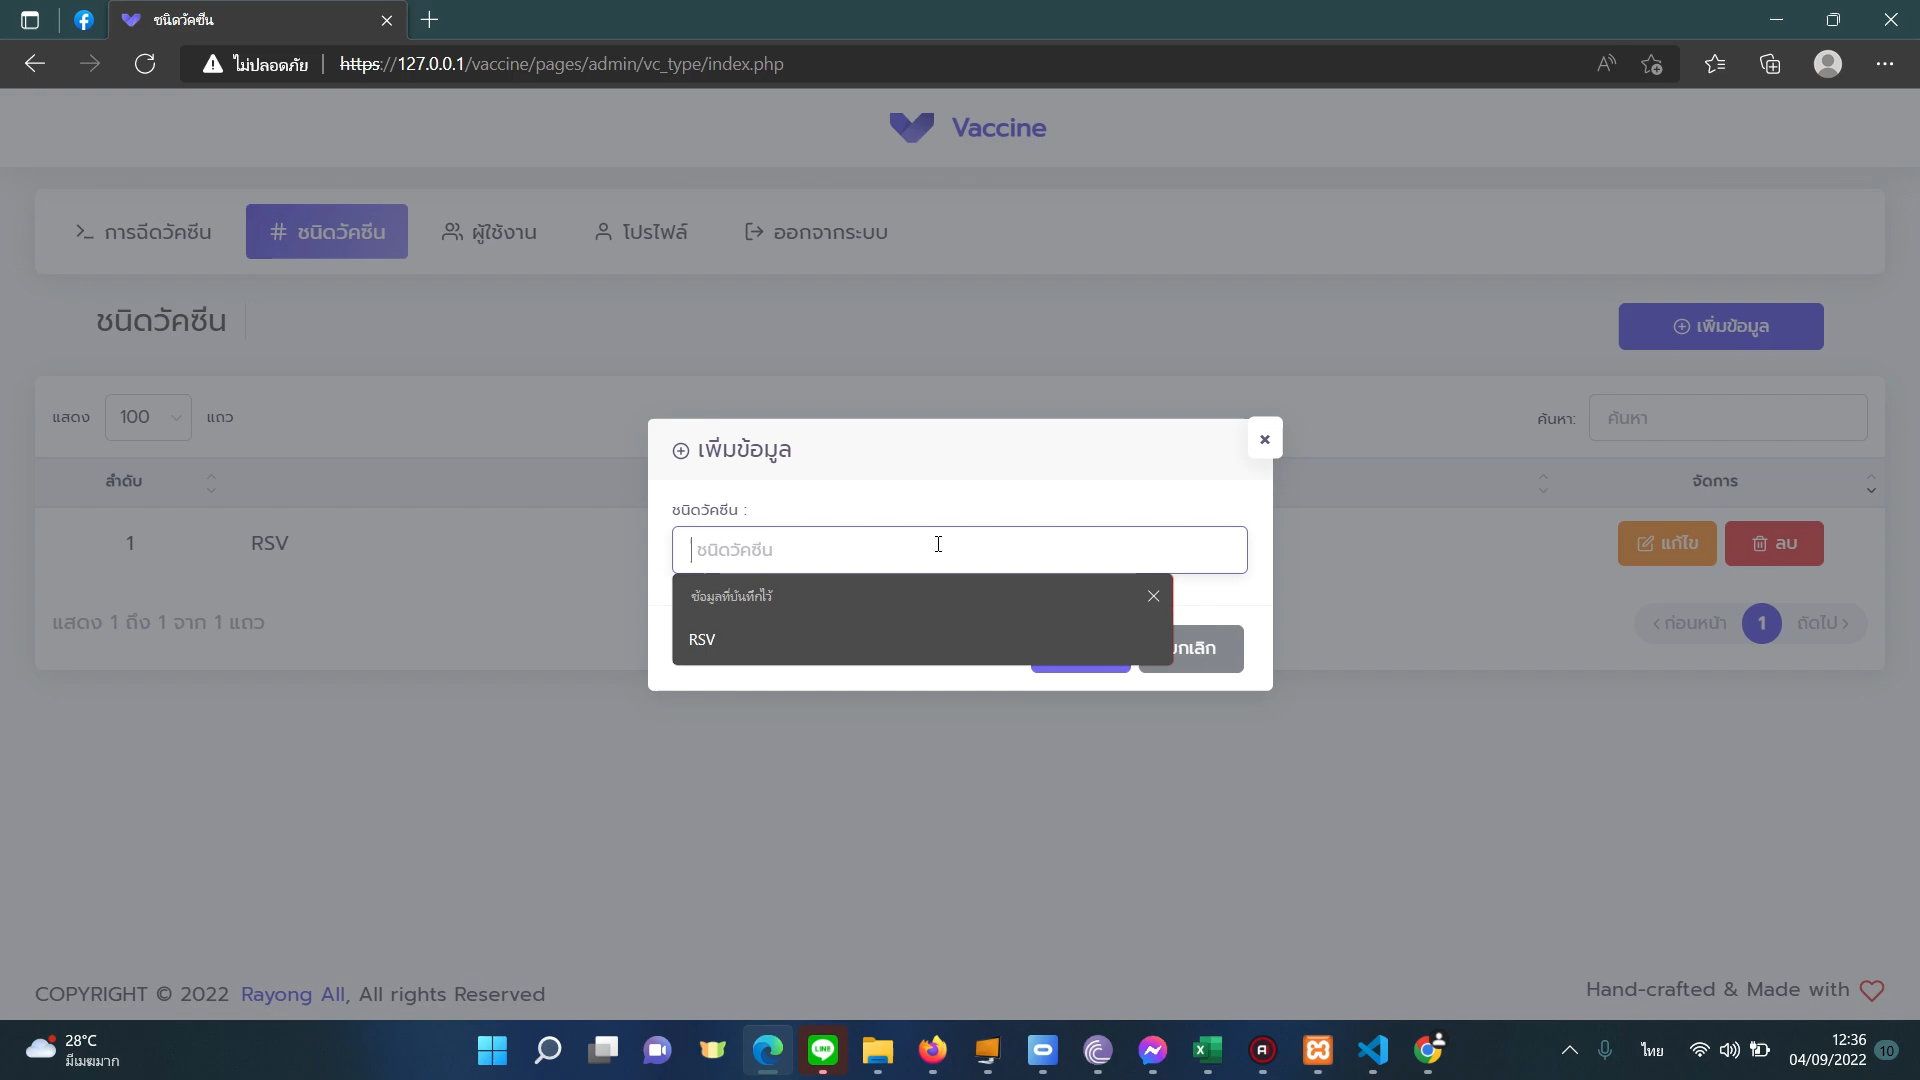 ชนิดวัคซีน
ไม่ปลอดภัย
https://127.0.0.1/vaccine/pages/admin/vc_type/index.php
Vaccine
การฉีดวัคซีน
ชนิดวัคซีน
ผู้ใช้งาน
โปรไฟล์
ออกจากระบบ
ชนิดวัคซีน
เพิ่มข้อมูล
แสดง 100 แถว
ค้นหา: ค้นหา
ลำดับ
จัดการ
1 RSV
แก้ไข
ลบ
แสดง 1 ถึง 1 จาก 1 แถว
ก่อนหน้า 1 ถัดไป
เพิ่มข้อมูล
×
ชนิดวัคซีน :
ชนิดวัคซีน
ข้อมูลที่บันทึกไว้
RSV
กเลิก
COPYRIGHT © 2022 Rayong All, All rights Reserved
Hand-crafted & Made with
28°C
มีเมฆมาก
LINE
ไทย
12:36
04/09/2022
10